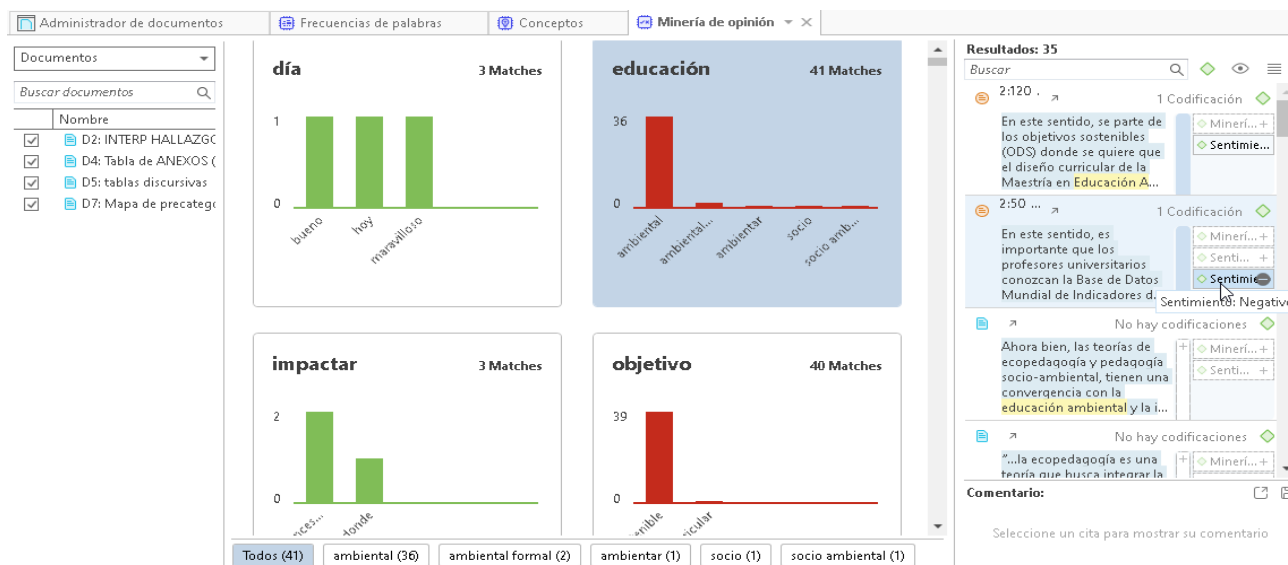 Administrador de documentos
Frecuencias de palabras
Conceptos
Minería de opinión
Documentos
Buscar documentos
Nombre
D2: INTERP HALLAZGC
D4: Tabla de ANEXOS (
D5: tablas discursivas
D7: Mapa de precatego
día
3 Matches
1
0
bueno
hoy
maravilloso
educación
41 Matches
36
0
ambiental
ambiental...
ambientar
socio
socio amb...
impactar
3 Matches
2
0
nces...
donde
objetivo
40 Matches
39
0
enible
icular
Todos (41)
ambiental (36)
ambiental formal (2)
ambientar (1)
socio (1)
socio ambiental (1)
Resultados: 35
Buscar
2:120 .
1 Codificación
En este sentido, se parte de
los objetivos sostenibles
(ODS) donde se quiere que
el diseño curricular de la
Maestría en Educación A...
Minerí... +
Sentimie...
2:50 ...
1 Codificación
En este sentido, es
importante que los
profesores universitarios
conozcan la Base de Datos
Mundial de Indicadores d...
Minerí... +
Senti... +
Sentimie
Sentimiento: Negativo
No hay codificaciones
Ahora bien, las teorías de
ecopedagogía y pedagogía
socio-ambiental, tienen una
convergencia con la
educación ambiental y la i...
+
Minerí... +
Senti... +
No hay codificaciones
"...la ecopedagogía es una
teoría que busca integrar la
+
Minerí... +
Comentario:
Seleccione un cita para mostrar su comentario